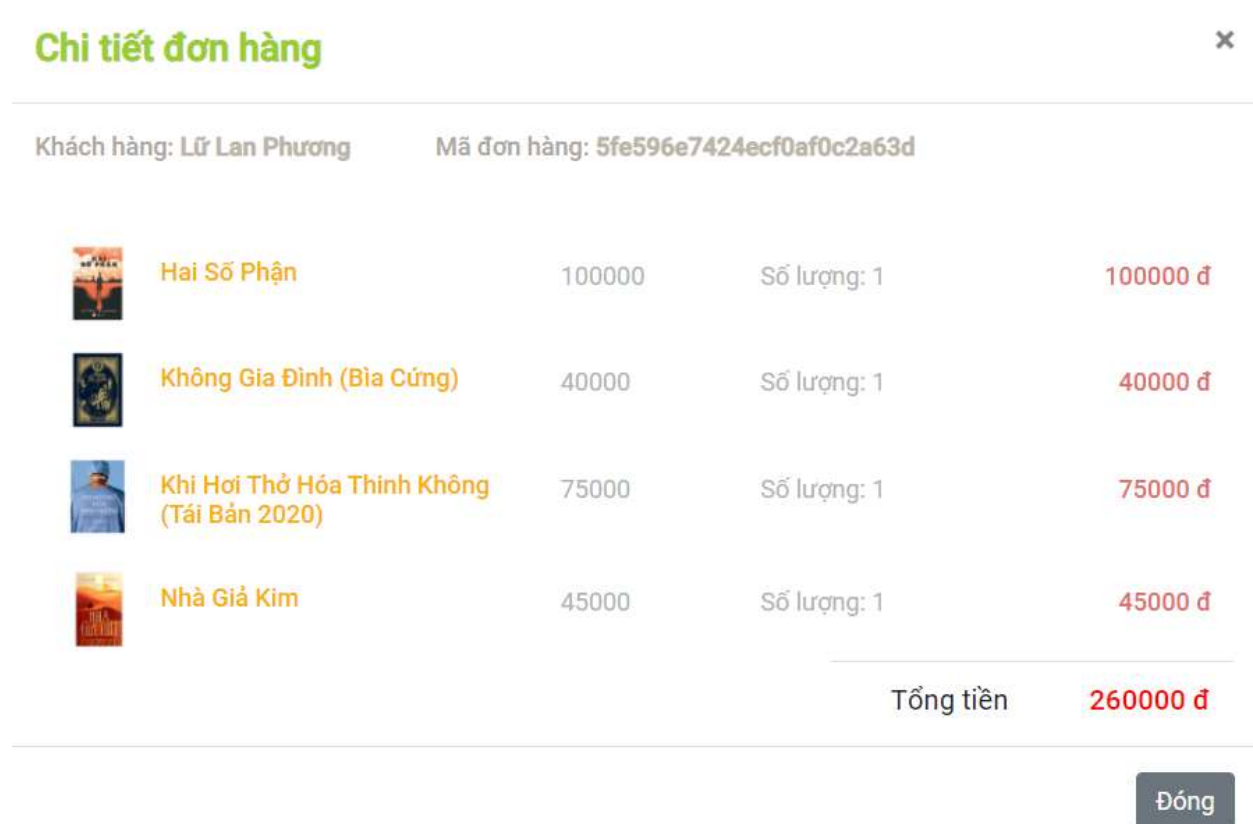 Chi tiết đơn hàng ×
Khách hàng: Lữ Lan Phương Mã đơn hàng: 5fe596e7424ecf0af0c2a63d
Hai Số Phận 100000 Số lượng: 1 100000 đ
Không Gia Đình (Bìa Cứng) 40000 Số lượng: 1 40000 đ
Khi Hơi Thở Hóa Thinh Không 75000 Số lượng: 1 75000 đ
(Tái Bản 2020)
Nhà Giả Kim 45000 Số lượng: 1 45000 đ
Tổng tiền 260000 đ
Đóng